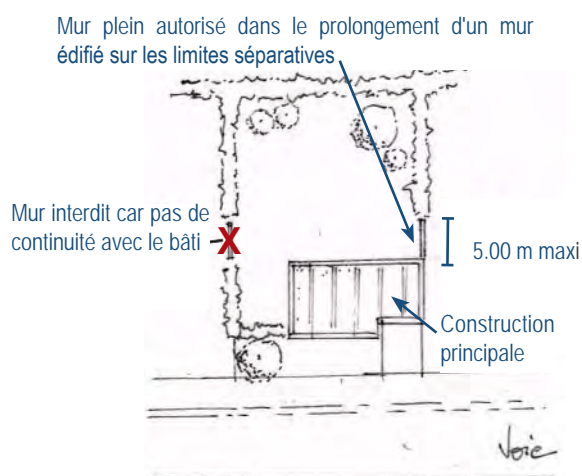 Mur plein autorisé dans le prolongement d'un mur
édifié sur les limites séparatives
Mur interdit car pas de
continuité avec le bâti
X
5.00 m maxi
Construction
principale
Voie